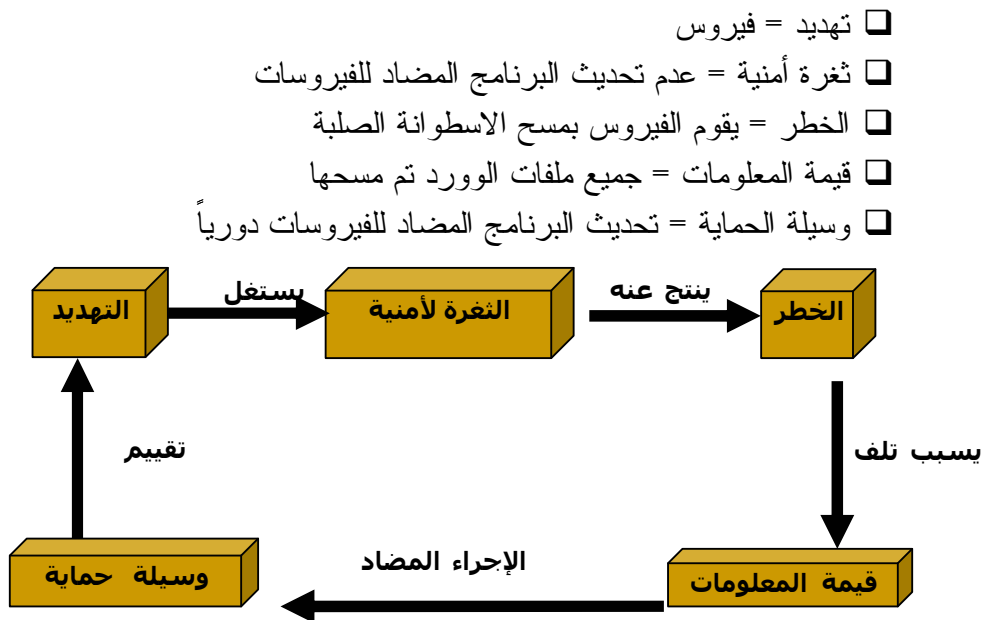 ❑ تهديد = فيروس
❑ ثغرة أمنية = عدم تحديث البرنامج المضاد للفيروسات
❑ الخطر = يقوم الفيروس بمسح الاسطوانة الصلبة
❑ قيمة المعلومات = جميع ملفات الوورد تم مسحها
❑ وسيلة الحماية = تحديث البرنامج المضاد للفيروسات دورياً
التهديد
يستغل
الثغرة لأمنية
ينتج عنه
الخطر
يسبب تلف
قيمة المعلومات
الإجراء المضاد
وسيلة حماية
تقييم